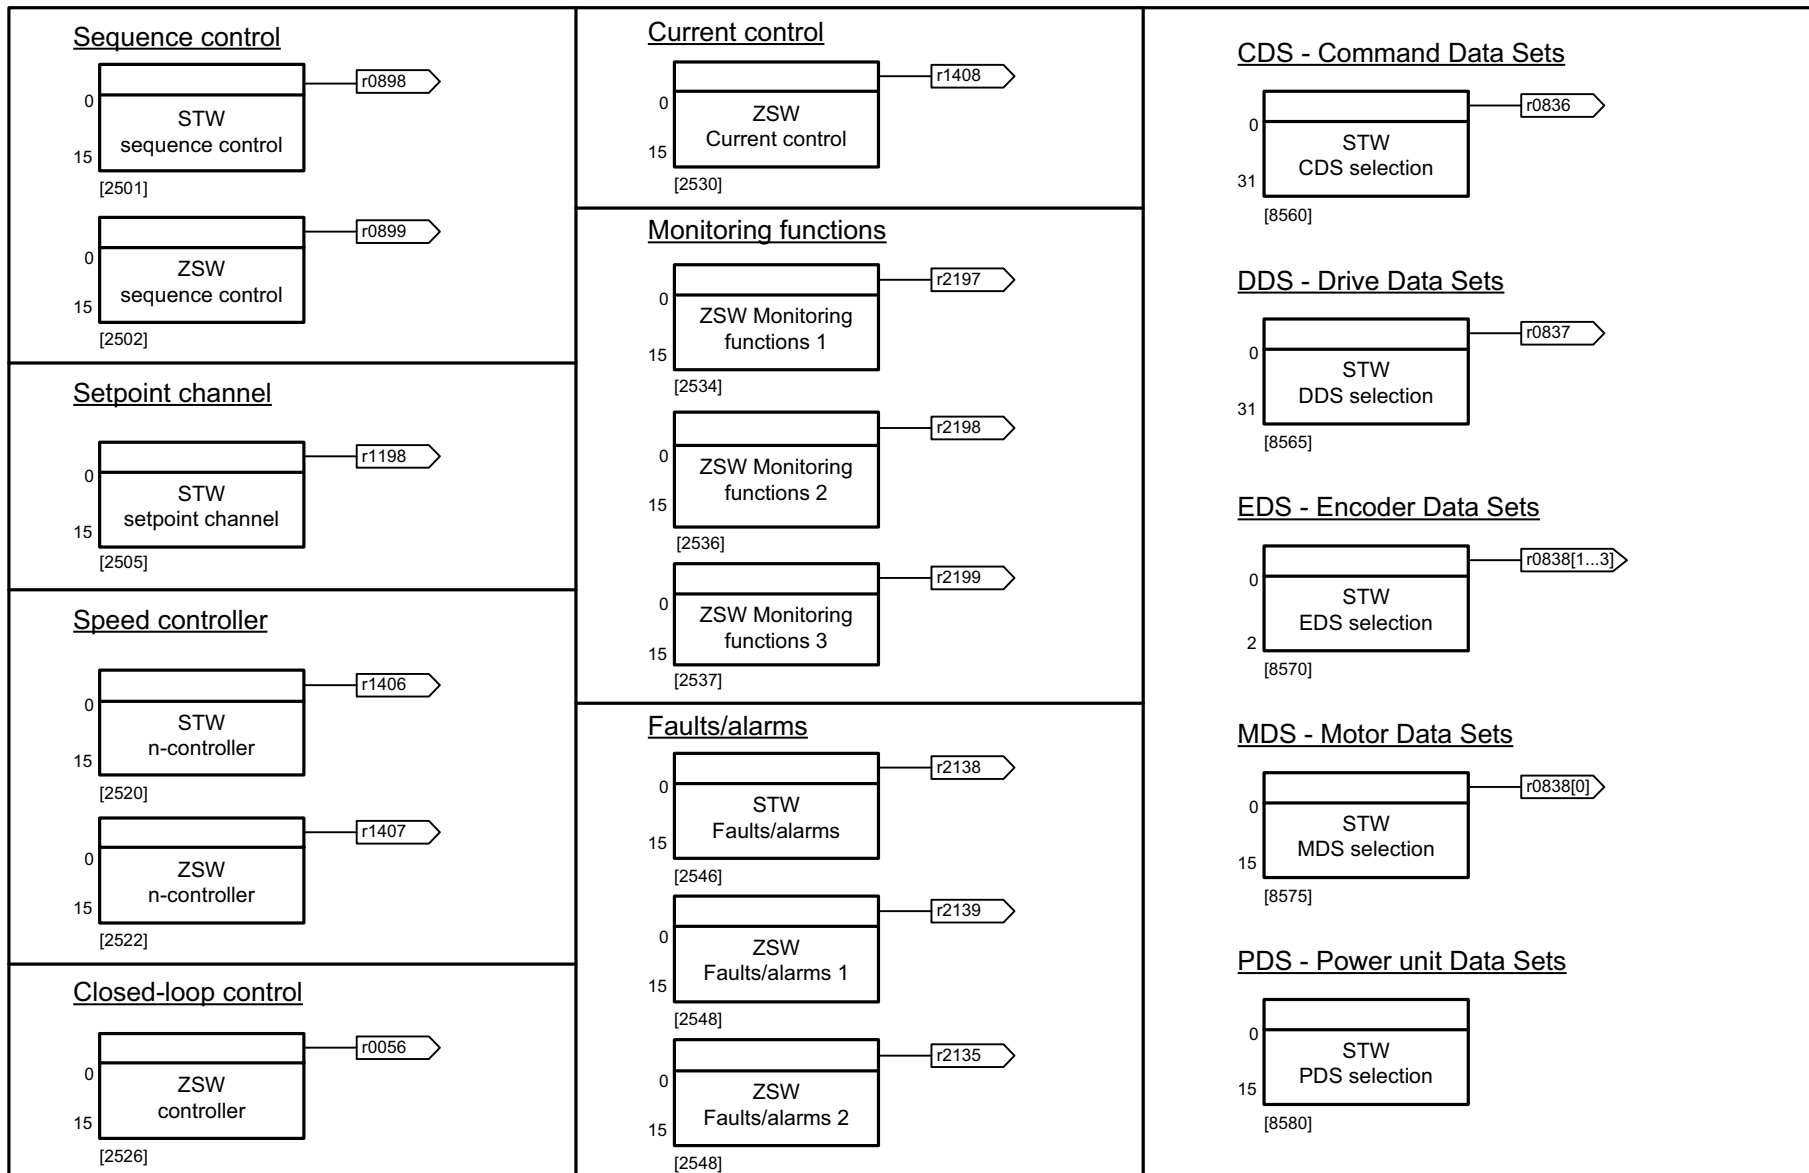 Sequence control
r0898
0
STW
sequence control
15
[2501]
r0899
0
ZSW
sequence control
15
[2502]
Setpoint channel
r1198
0
STW
setpoint channel
15
[2505]
Speed controller
r1406
0
STW
n-controller
15
[2520]
r1407
0
ZSW
n-controller
15
[2522]
Closed-loop control
r0056
0
ZSW
controller
15
[2526]
Current control
r1408
0
ZSW
Current control
15
[2530]
Monitoring functions
r2197
0
ZSW Monitoring
functions 1
15
[2534]
r2198
0
ZSW Monitoring
functions 2
15
[2536]
r2199
0
ZSW Monitoring
functions 3
15
[2537]
Faults/alarms
r2138
0
STW
Faults/alarms
15
[2546]
r2139
0
ZSW
Faults/alarms 1
15
[2548]
r2135
0
ZSW
Faults/alarms 2
15
[2548]
CDS - Command Data Sets
r0836
0
STW
CDS selection
31
[8560]
DDS - Drive Data Sets
r0837
0
STW
DDS selection
31
[8565]
EDS - Encoder Data Sets
r0838[1...3]
0
STW
EDS selection
2
[8570]
MDS - Motor Data Sets
r0838[0]
0
STW
MDS selection
15
[8575]
PDS - Power unit Data Sets
0
STW
PDS selection
15
[8580]